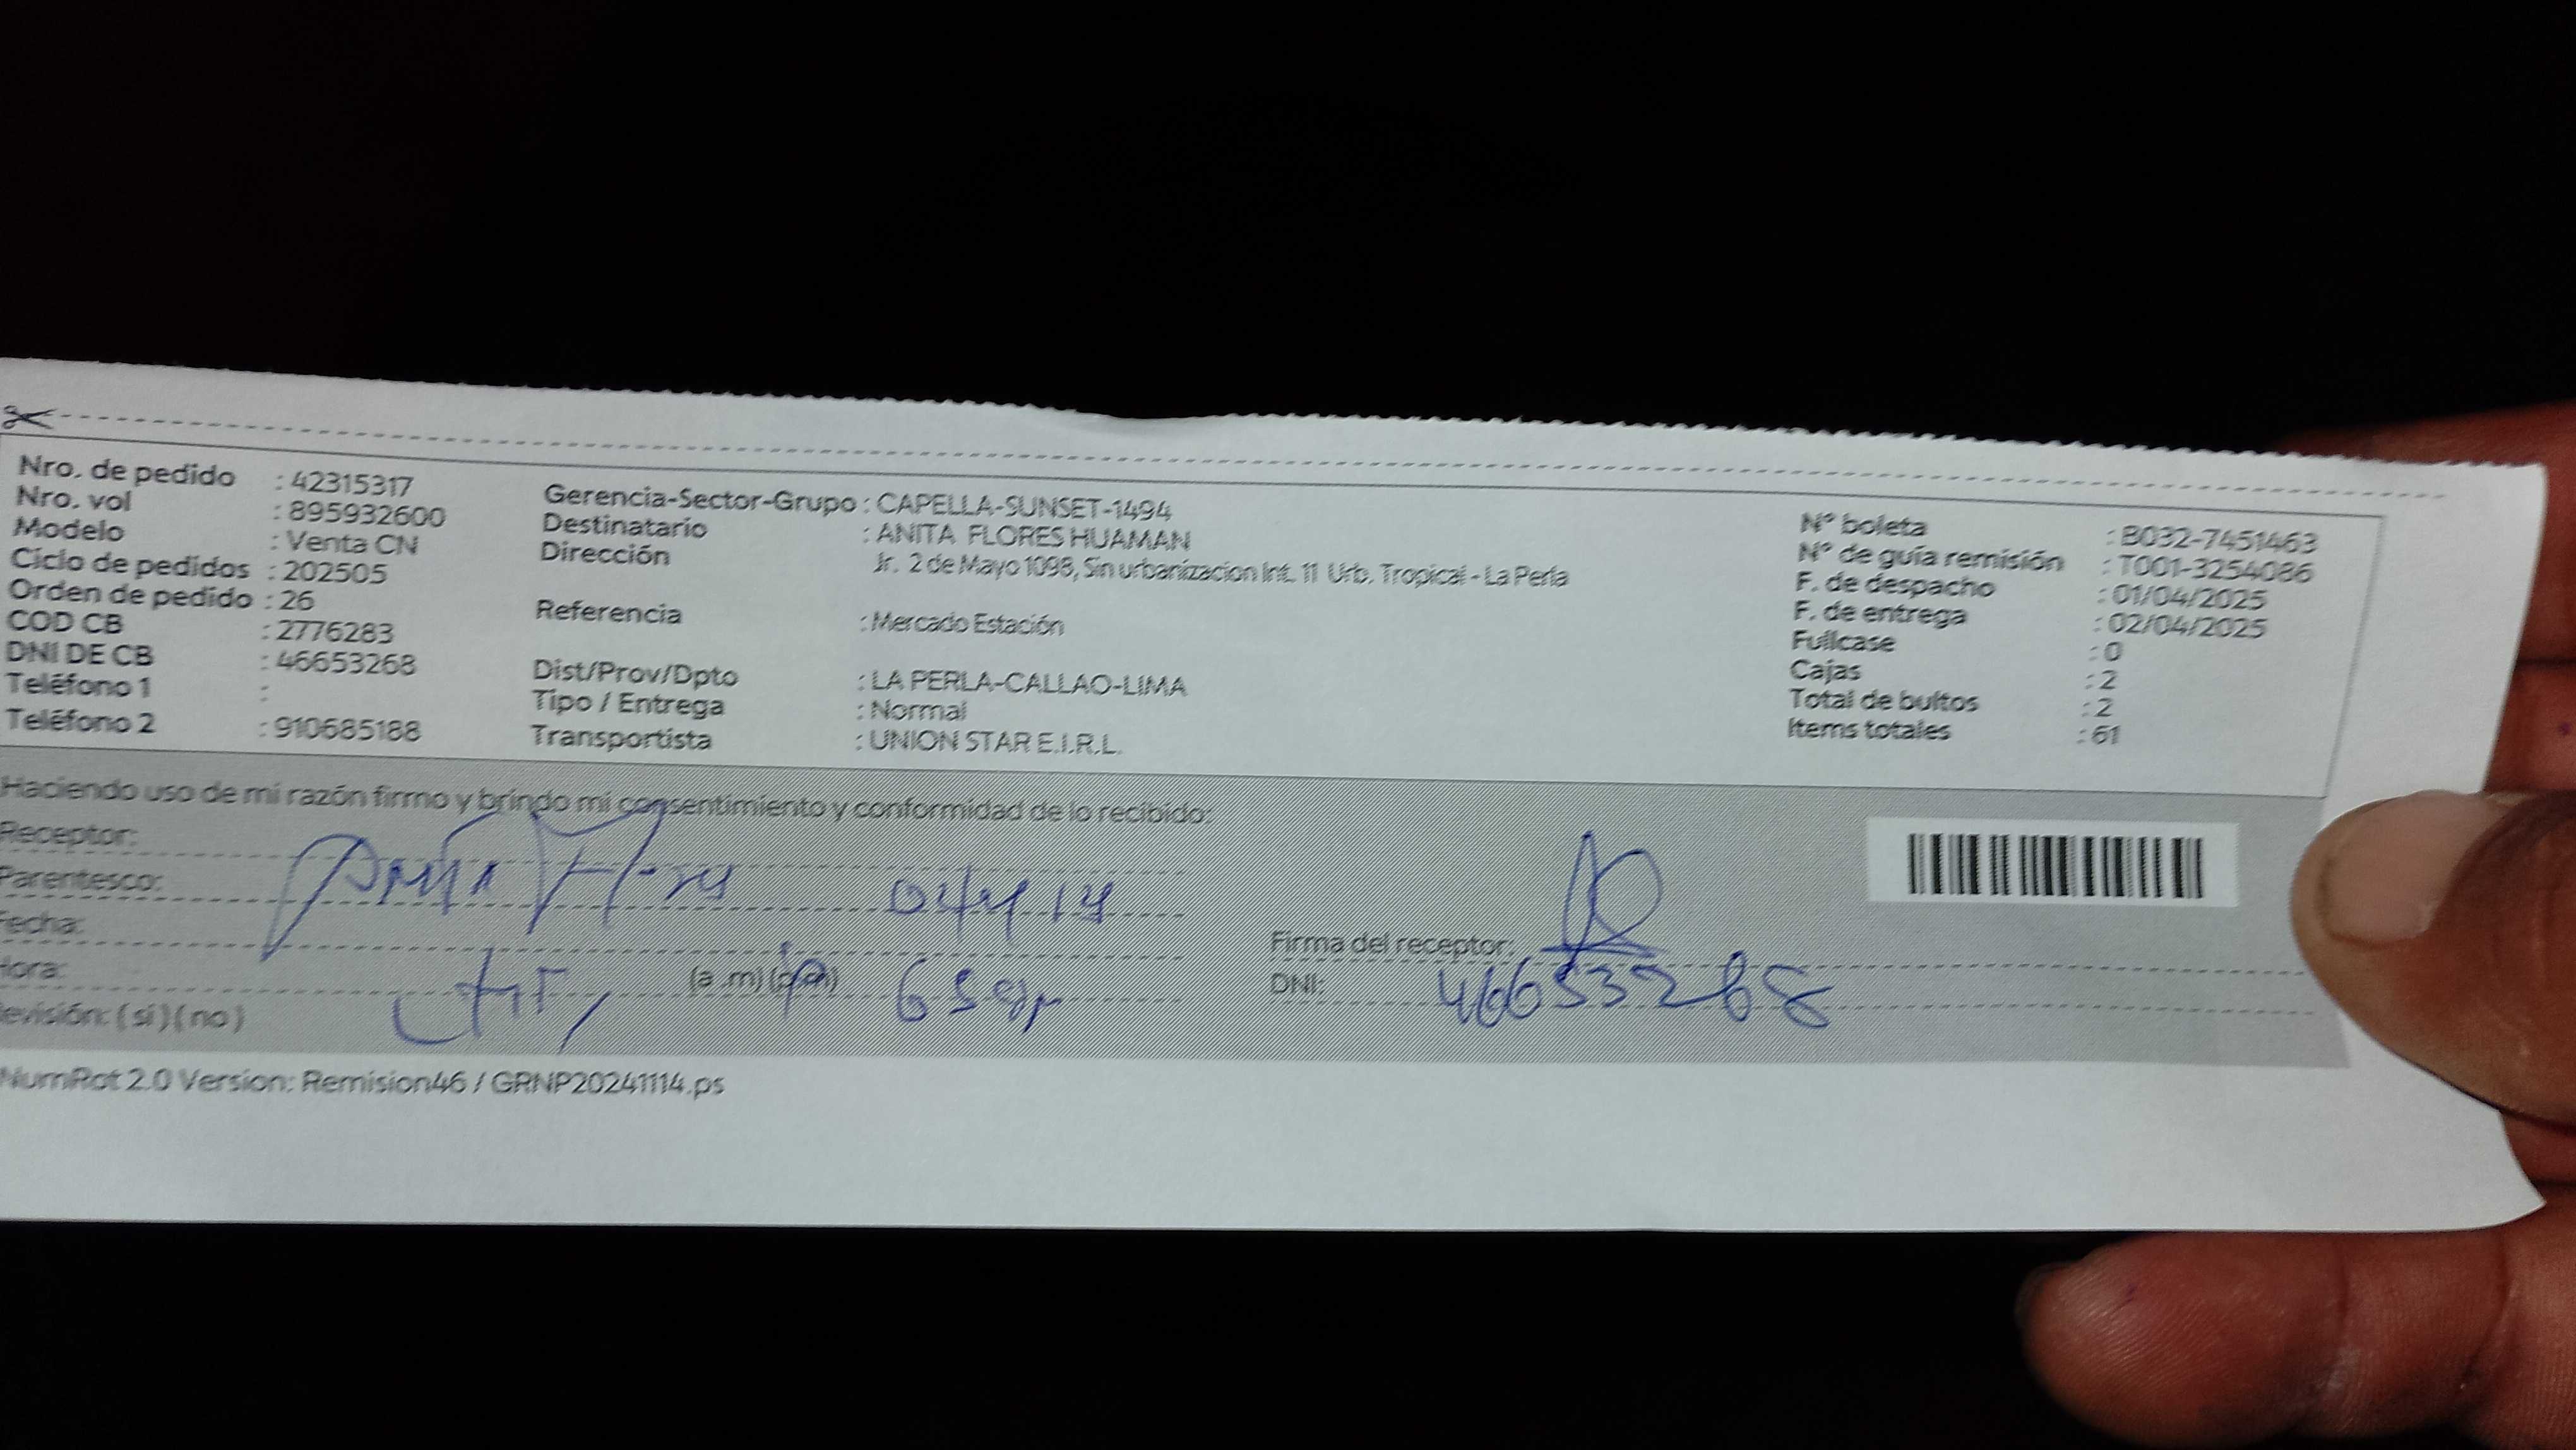 Nro. de pedido : 42315317
Nro. vol : 895932600
Modelo : Venta CN
Ciclo de pedidos : 202505
Orden de pedido : 26
COD CB : 2776283
DNI DE CB : 46653268
Teléfono 1 :
Teléfono 2 : 910685188
Gerencia-Sector-Grupo : CAPELLA-SUNSET-1494
Destinatario : ANITA FLORES HUAMAN
Dirección Jr. 2 de Mayo 1098, Sin urbanizacion Int. 11 Urb. Tropical - La Perla
Referencia : Mercado Estación
Dist/Prov/Dpto : LA PERLA-CALLAO-LIMA
Tipo / Entrega : Normal
Transportista : UNION STAR E.I.R.L.
N° boleta : B032-7451463
N° de guía remisión : T001-3254086
F. de despacho : 01/04/2025
F. de entrega : 02/04/2025
Fullcase : 0
Cajas : 2
Total de bultos : 2
Items totales : 61
Haciendo uso de mi razón firmo y brindo mi consentimiento y conformidad de lo recibido:
Receptor:
Parentesco:
Fecha:
Hora: (a .m) (p.m)
Revisión: ( si ) ( no )
Firma del receptor:
DNI: 46653268
NumRot 2.0 Version: Remision46 / GRNP20241114.ps